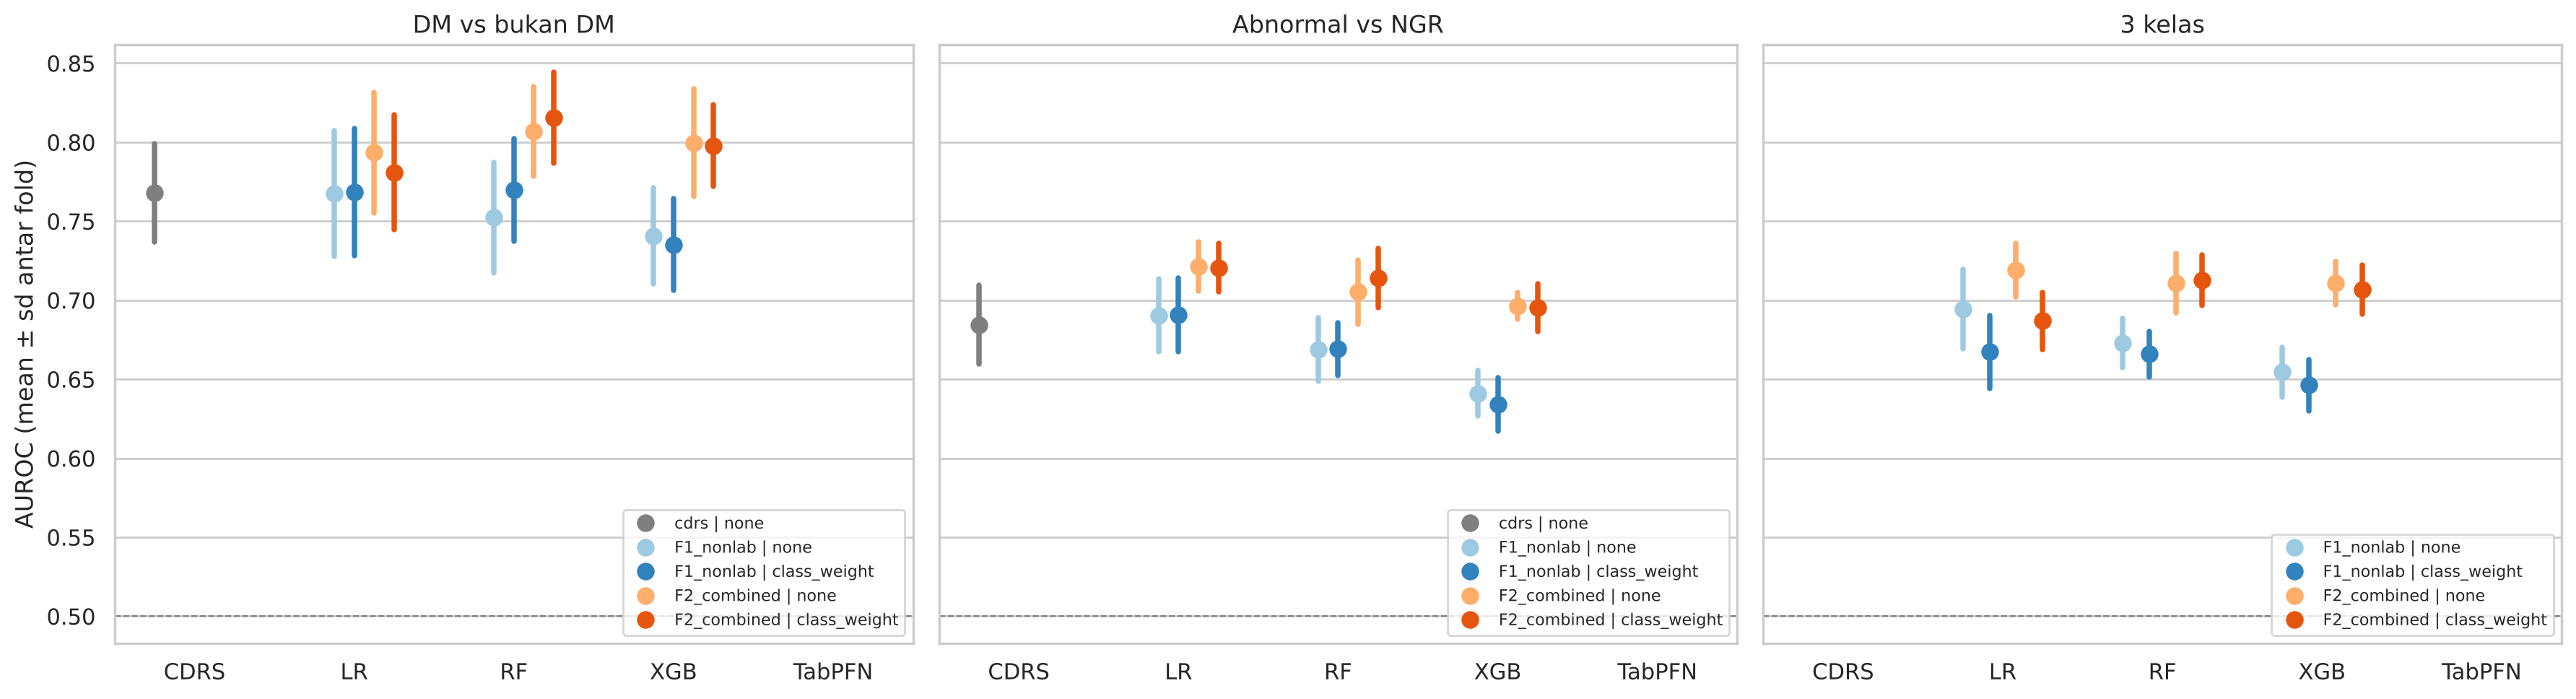 DM vs bukan DM
Abnormal vs NGR
3 kelas
AUROC (mean ± sd antar fold)
0.85
0.80
0.75
0.70
0.65
0.60
0.55
0.50
cdrs | none
F1_nonlab | none
F1_nonlab | class_weight
F2_combined | none
F2_combined | class_weight
cdrs | none
F1_nonlab | none
F1_nonlab | class_weight
F2_combined | none
F2_combined | class_weight
F1_nonlab | none
F1_nonlab | class_weight
F2_combined | none
F2_combined | class_weight
CDRS LR RF XGB TabPFN
CDRS LR RF XGB TabPFN
CDRS LR RF XGB TabPFN